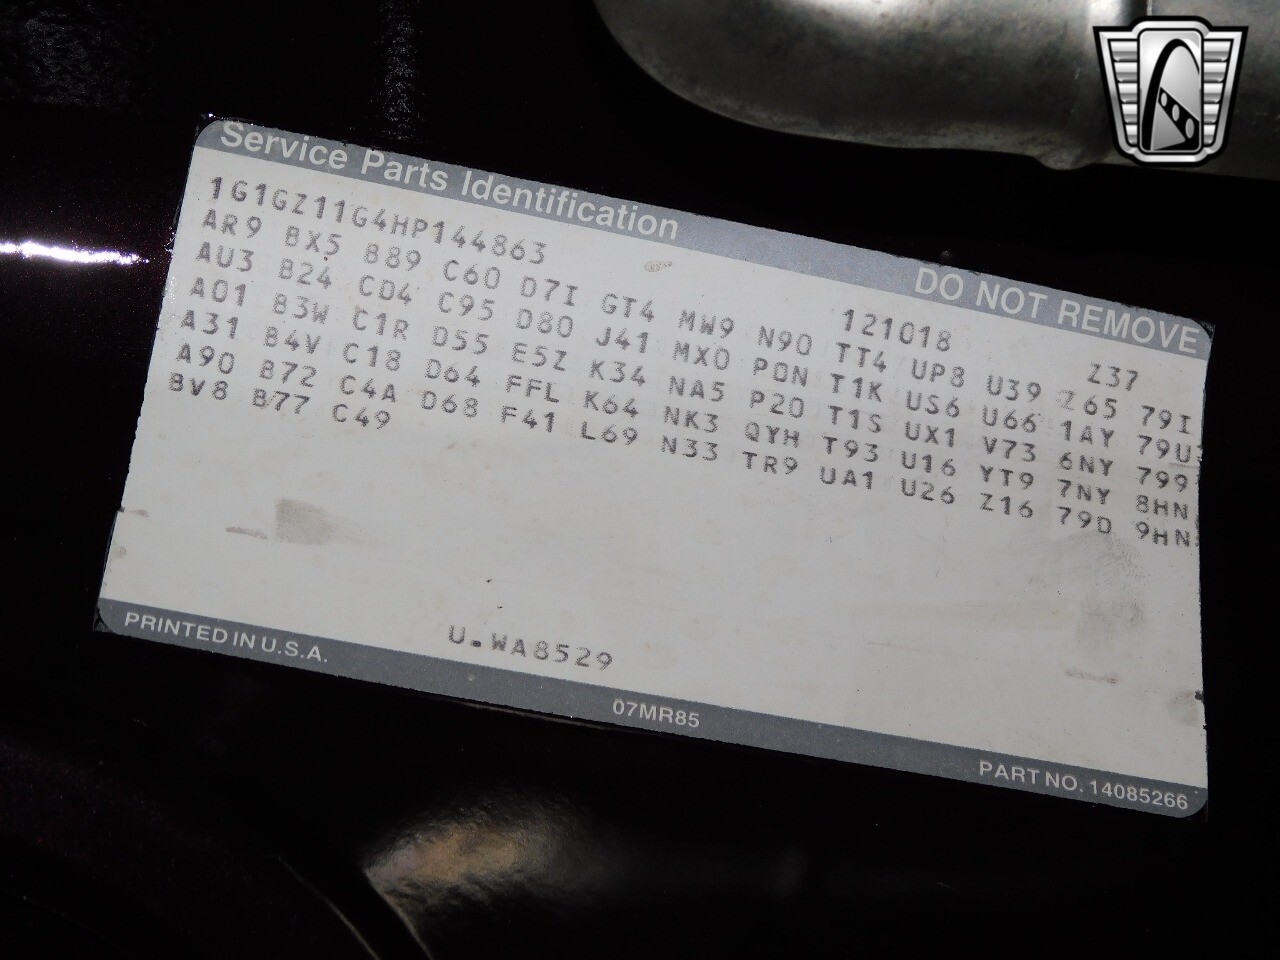 Service Parts Identification DO NOT REMOVE
1G1GZ11G4HP144863 121018 Z37
AR9 BX5 B89 C60 D7I GT4 MW9 N90 TT4 UP8 U39 Z65 79I
AU3 B24 CD4 C95 D80 J41 MX0 P0N T1K US6 U66 1AY 79U
A01 B3W C1R D55 E5Z K34 NA5 P20 T1S UX1 V73 6NY 799
A31 B4V C18 D64 FFL K64 NK3 QYH T93 U16 YT9 7NY 8HN
A90 B72 C4A D68 F41 L69 N33 TR9 UA1 U26 Z16 79D 9HN
BV8 B77 C49
U.WA8529
PRINTED IN U.S.A. 07MR85 PART NO. 14085266